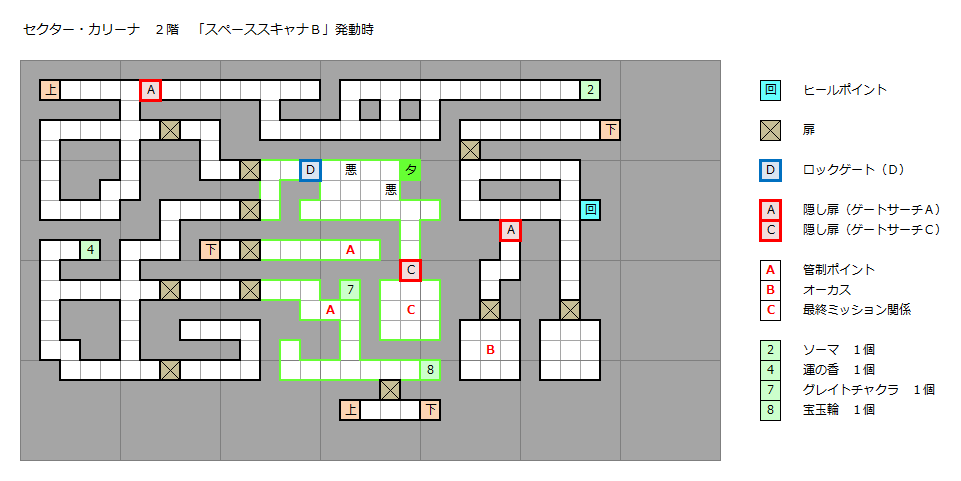 セクター・カリーナ　２階　「スペーススキャナＢ」発動時
上 A 2
下
D 悪 タ
悪
回
A
4 下 A
C
7
A C
B
8
上 下
回 ヒールポイント
扉
D ロックゲート（Ｄ）
A 隠し扉（ゲートサーチＡ）
C 隠し扉（ゲートサーチＣ）
A 管制ポイント
B オーカス
C 最終ミッション関係
2 ソーマ　１個
4 運の香　１個
7 グレイトチャクラ　１個
8 宝玉輪　１個